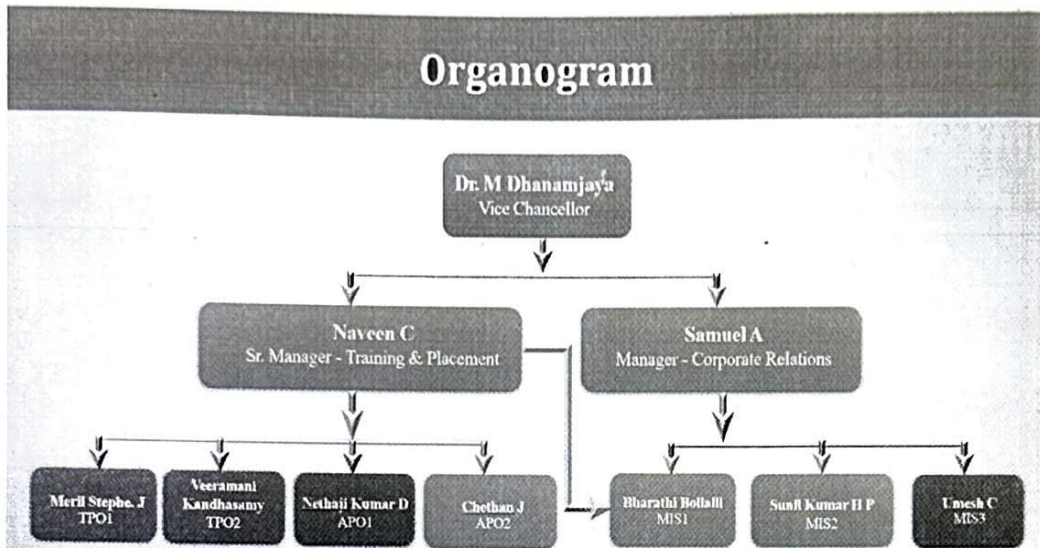 Organogram
Dr. M Dhanamjaya
Vice Chancellor
Naveen C
Sr. Manager - Training & Placement
Samuel A
Manager - Corporate Relations
Meril Stephe. J
TPO1
Veeramani
Kandhasamy
TPO2
Nethaji Kumar D
APO1
Chethan J
APO2
Bharathi Bollalli
MIS1
Sunil Kumar H P
MIS2
Umesh C
MIS3